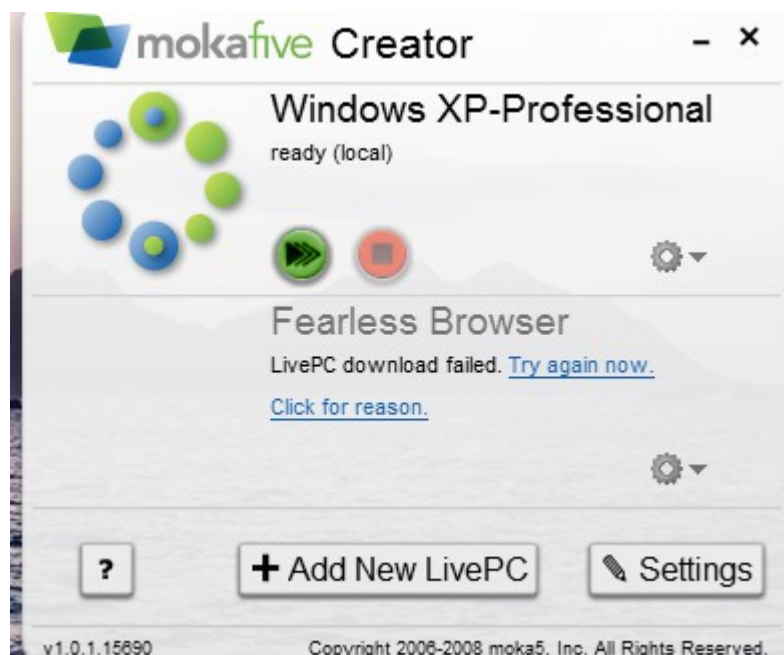 mokafive Creator
Windows XP-Professional
ready (local)
Fearless Browser
LivePC download failed. Try again now.
Click for reason.
?
+ Add New LivePC
Settings
v1.0.1.15690
Copyright 2006-2008 moka5, Inc. All Rights Reserved.